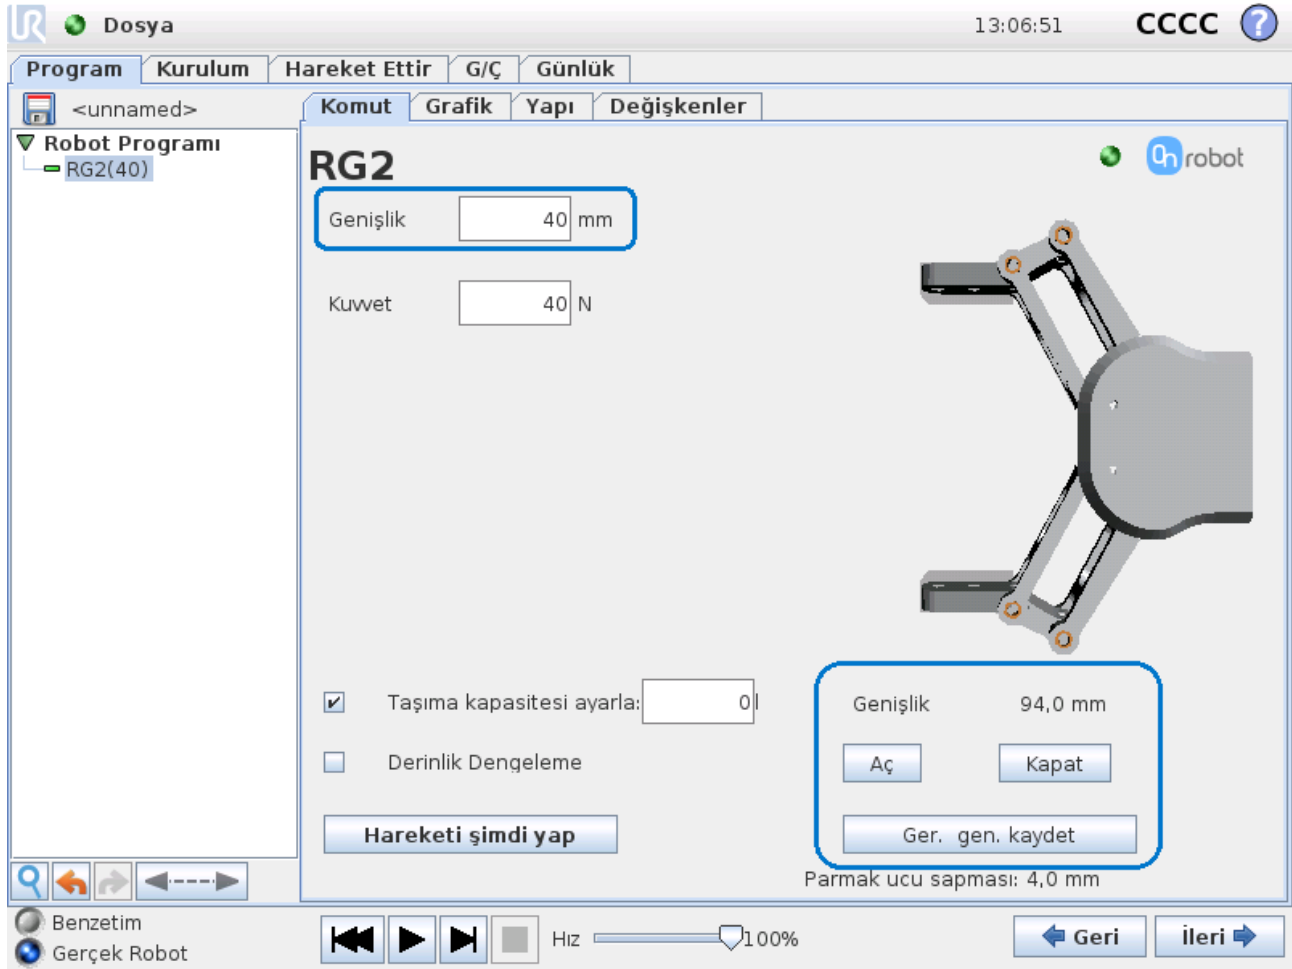 UR Dosya 13:06:51 CCCC ?
Program Kurulum Hareket Ettir G/Ç Günlük
<unnamed> Komut Grafik Yapı Değişkenler
Robot Programı
RG2(40)
RG2
On robot
Genişlik 40 mm
Kuvvet 40 N
Taşıma kapasitesi ayarla: 0
Genişlik 94,0 mm
Derinlik Dengeleme
Aç Kapat
Hareketi şimdi yap
Ger. gen. kaydet
Parmak ucu sapması: 4,0 mm
Benzetim
Gerçek Robot
Hız 100%
Geri İleri